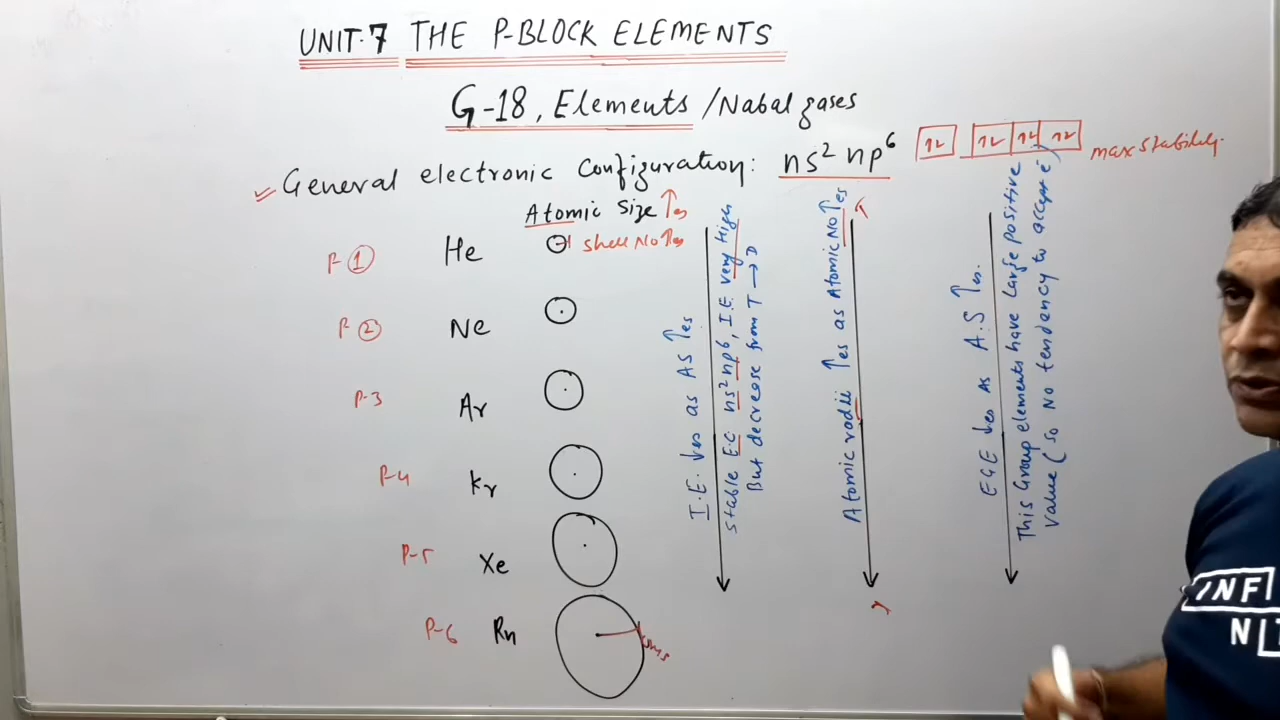 UNIT-7 THE P-BLOCK ELEMENTS
G-18, Elements /Nabal gases
General electronic configuration: ns² np⁶
max stability.
Atomic Size ↑es
shell No ↑es
P-1 He
P-2 Ne
P-3 Ar
P-4 Kr
P-5 Xe
P-6 Rn
I.E. ↓es as AS ↑es
stable E.C ns² np⁶, I.E. very High
But decrease from T → D
Atomic radii ↑es as Atomic No ↑es
EGE ↓es as A.S ↑es.
This Group elements have large positive
value (so No tendency to accept e⁻)
INFI
NIT